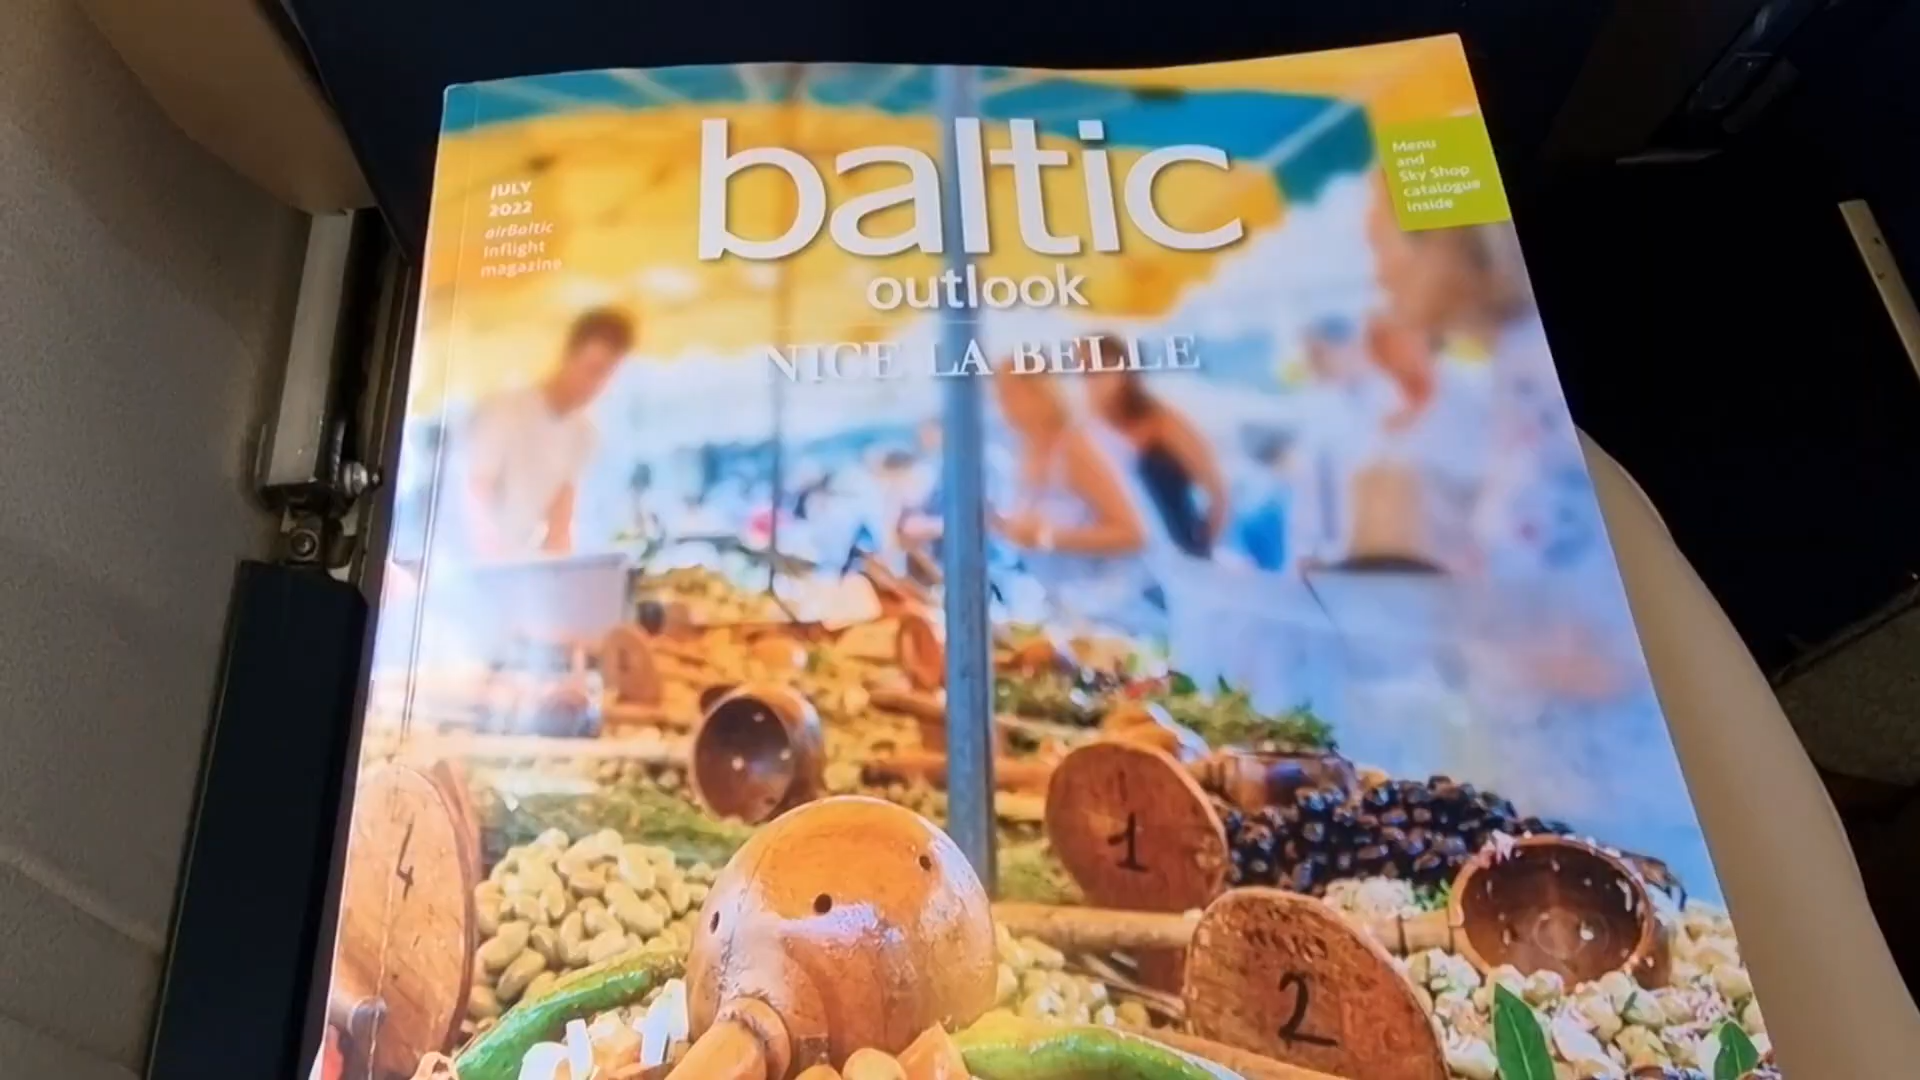 JULY
2022
airBaltic
inflight
magazine
baltic
outlook
NICE LA BELLE
Menu
and
Sky Shop
catalogue
inside
4
1
2